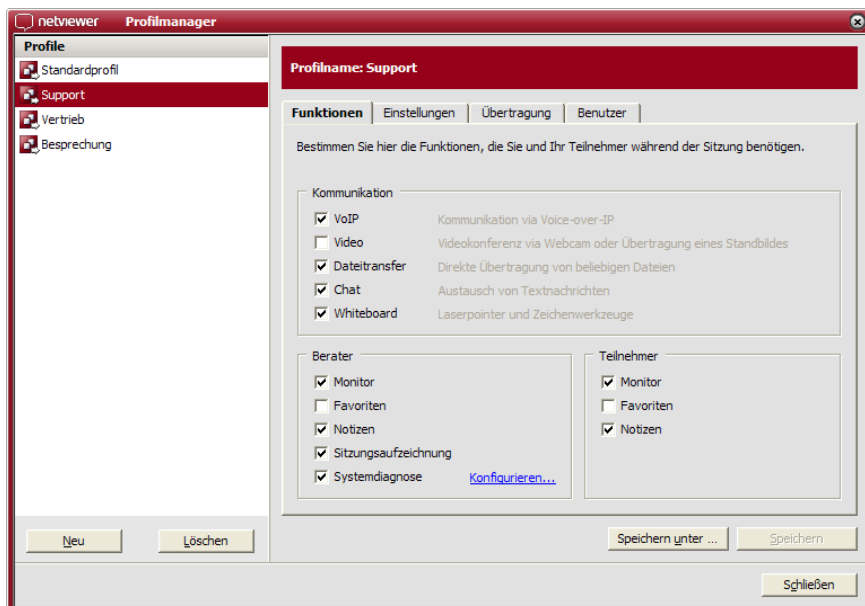 netviewer Profilmanager
Profile
Standardprofil
Support
Vertrieb
Besprechung
Neu
Löschen
Profilname: Support
Funktionen Einstellungen Übertragung Benutzer
Bestimmen Sie hier die Funktionen, die Sie und Ihr Teilnehmer während der Sitzung benötigen.
Kommunikation
VoIP Kommunikation via Voice-over-IP
Video Videokonferenz via Webcam oder Übertragung eines Standbildes
Dateitransfer Direkte Übertragung von beliebigen Dateien
Chat Austausch von Textnachrichten
Whiteboard Laserpointer und Zeichenwerkzeuge
Berater
Monitor
Favoriten
Notizen
Sitzungsaufzeichnung
Systemdiagnose Konfigurieren...
Teilnehmer
Monitor
Favoriten
Notizen
Speichern unter ... Speichern
Schließen